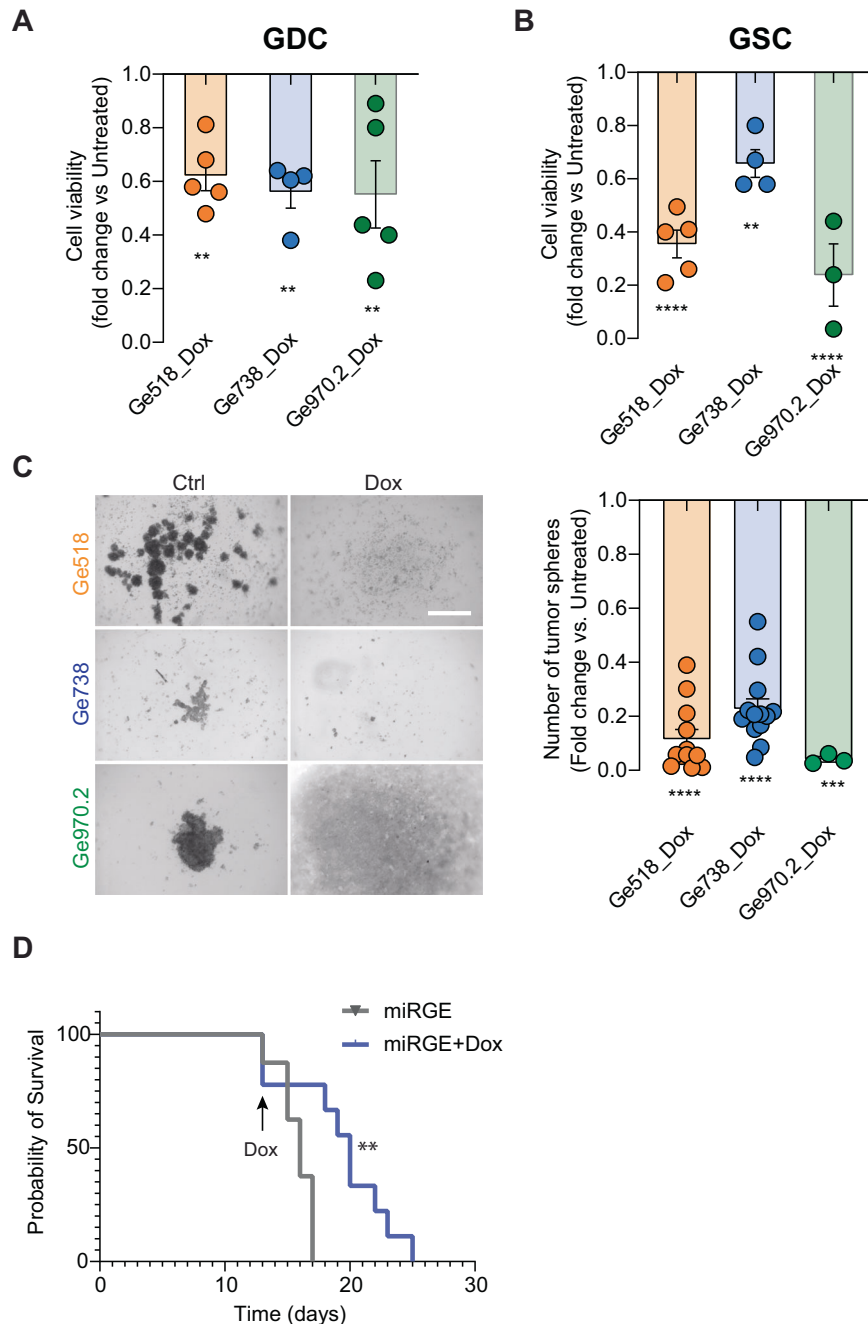 A
GDC
Cell viability
(fold change vs Untreated)
1.0
0.8
0.6
0.4
0.2
0.0
**
**
**
Ge518_Dox
Ge738_Dox
Ge970.2_Dox
B
GSC
Cell viability
(fold change vs Untreated)
1.0
0.8
0.6
0.4
0.2
0.0
****
**
****
Ge518_Dox
Ge738_Dox
Ge970.2_Dox
C
Ctrl
Dox
Ge518
Ge738
Ge970.2
Number of tumor spheres
(Fold change vs. Untreated)
1.0
0.8
0.6
0.4
0.2
0.0
****
****
***
Ge518_Dox
Ge738_Dox
Ge970.2_Dox
D
Probability of Survival
100
50
0
miRGE
miRGE+Dox
Dox
**
0
10
20
30
Time (days)